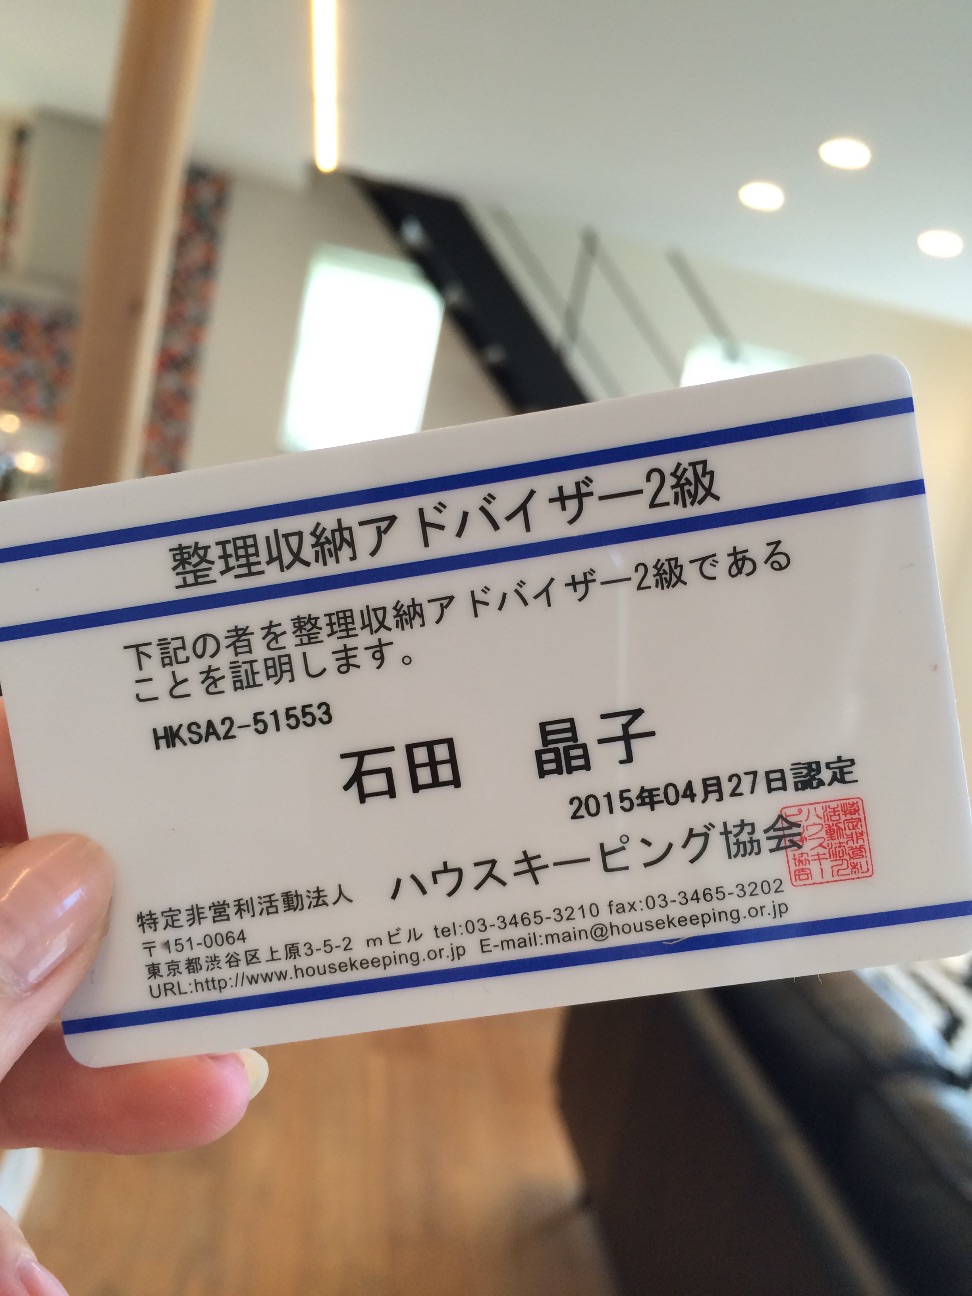 整理収納アドバイザー2級
下記の者を整理収納アドバイザー2級である
ことを証明します。
HKSA2-51553
石田 晶子
2015年04月27日認定
特定非営利活動法人 ハウスキーピング協会
〒151-0064
東京都渋谷区上原3-5-2 mビル tel:03-3465-3210 fax:03-3465-3202
URL:http://www.housekeeping.or.jp E-mail:main@housekeeping.or.jp